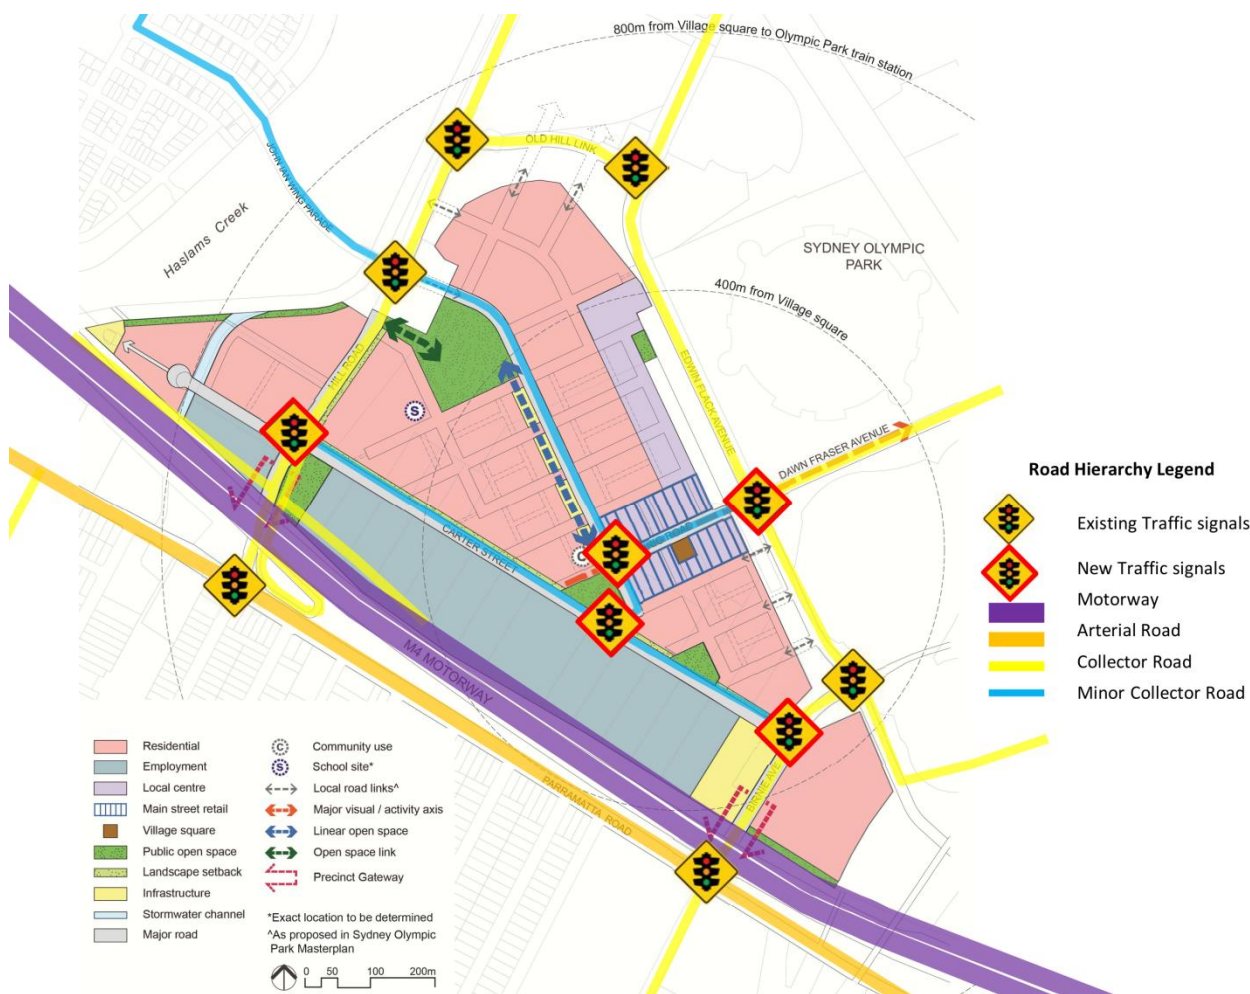 800m from Village square to Olympic Park train station
OLD HILL LINK
JOHN IAN WING PARADE
Haslams Creek
SYDNEY OLYMPIC
PARK
400m from Village square
HILL ROAD
EDWIN FLACK AVENUE
DAWN FRASER AVENUE
S
CARTER STREET
C
ROAD
M4 MOTORWAY
PARRAMATTA ROAD
BIRNIE AVE
Road Hierarchy Legend
Existing Traffic signals
New Traffic signals
Motorway
Arterial Road
Collector Road
Minor Collector Road
Residential
Employment
Local centre
Main street retail
Village square
Public open space
Landscape setback
Infrastructure
Stormwater channel
Major road
C Community use
S School site*
Local road links^
Major visual / activity axis
Linear open space
Open space link
Precinct Gateway
*Exact location to be determined
^As proposed in Sydney Olympic
Park Masterplan
0 50 100 200m